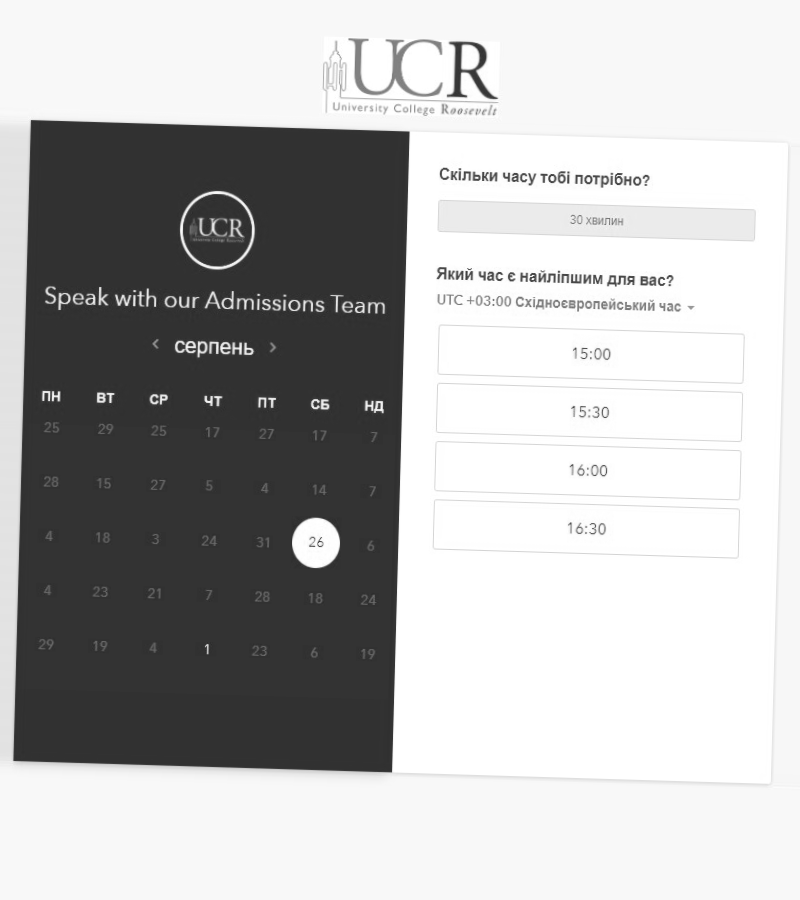 UCR
University College Roosevelt
UCR
University College Roosevelt
Speak with our Admissions Team
серпень
ПН ВТ СР ЧТ ПТ СБ НД
25 29 25 17 27 17 7
28 15 27 5 4 14 7
4 18 3 24 31 26 6
4 23 21 7 28 18 24
29 19 4 1 23 6 19
Скільки часу тобі потрібно?
30 хвилин
Який час є найліпшим для вас?
UTC +03:00 Східноєвропейський час
15:00
15:30
16:00
16:30